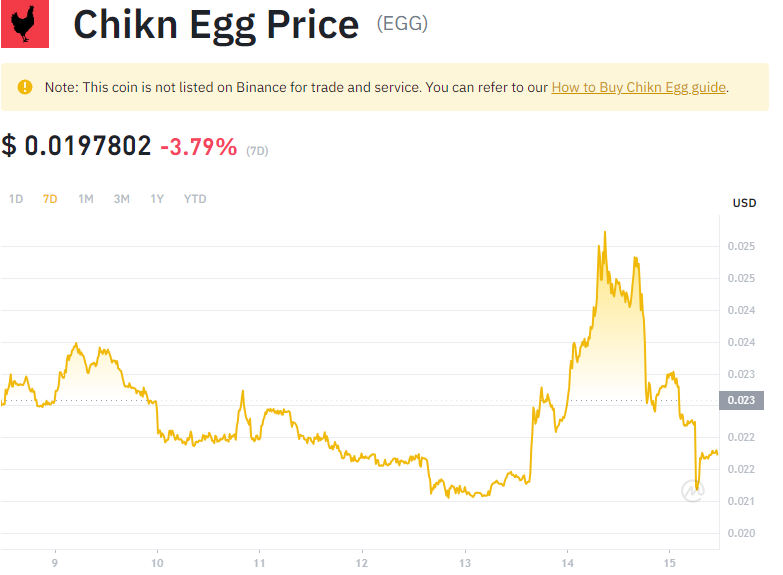 Chikn Egg Price (EGG)
Note: This coin is not listed on Binance for trade and service. You can refer to our How to Buy Chikn Egg guide.
$ 0.0197802 -3.79% (7D)
1D 7D 1M 3M 1Y YTD
USD
0.025
0.025
0.024
0.024
0.023
0.023
0.022
0.022
0.021
0.020
9 10 11 12 13 14 15